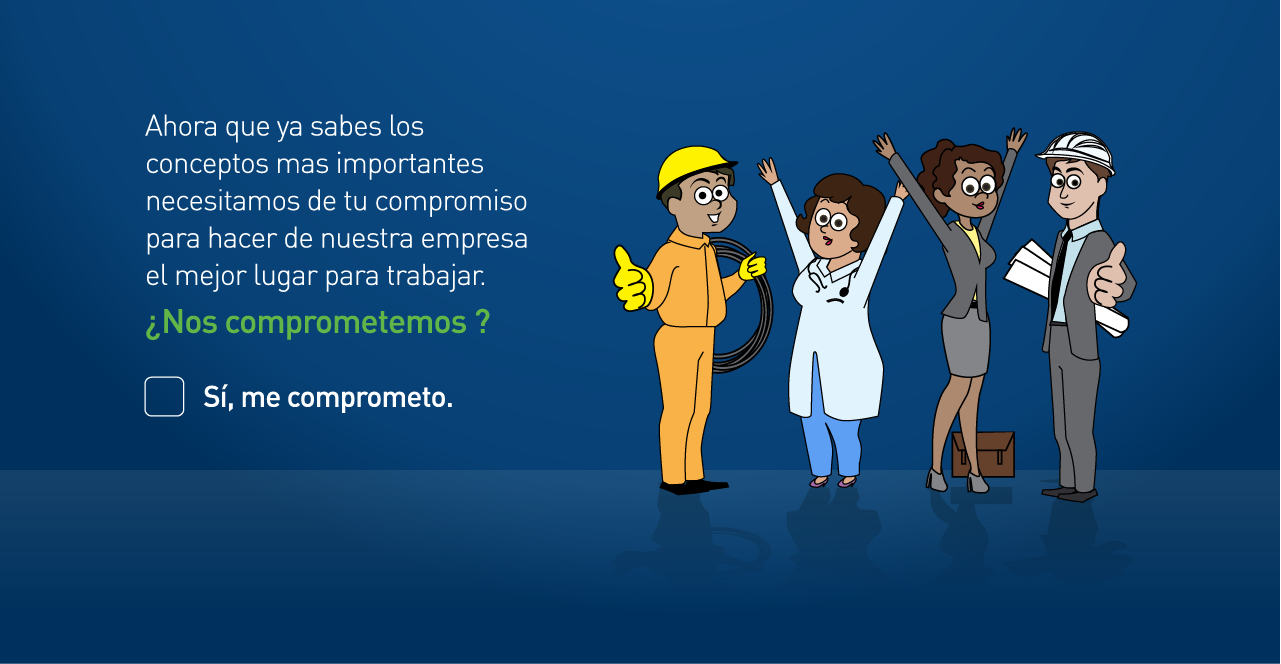 Ahora que ya sabes los
conceptos mas importantes
necesitamos de tu compromiso
para hacer de nuestra empresa
el mejor lugar para trabajar.
¿Nos comprometemos ?
Sí, me comprometo.